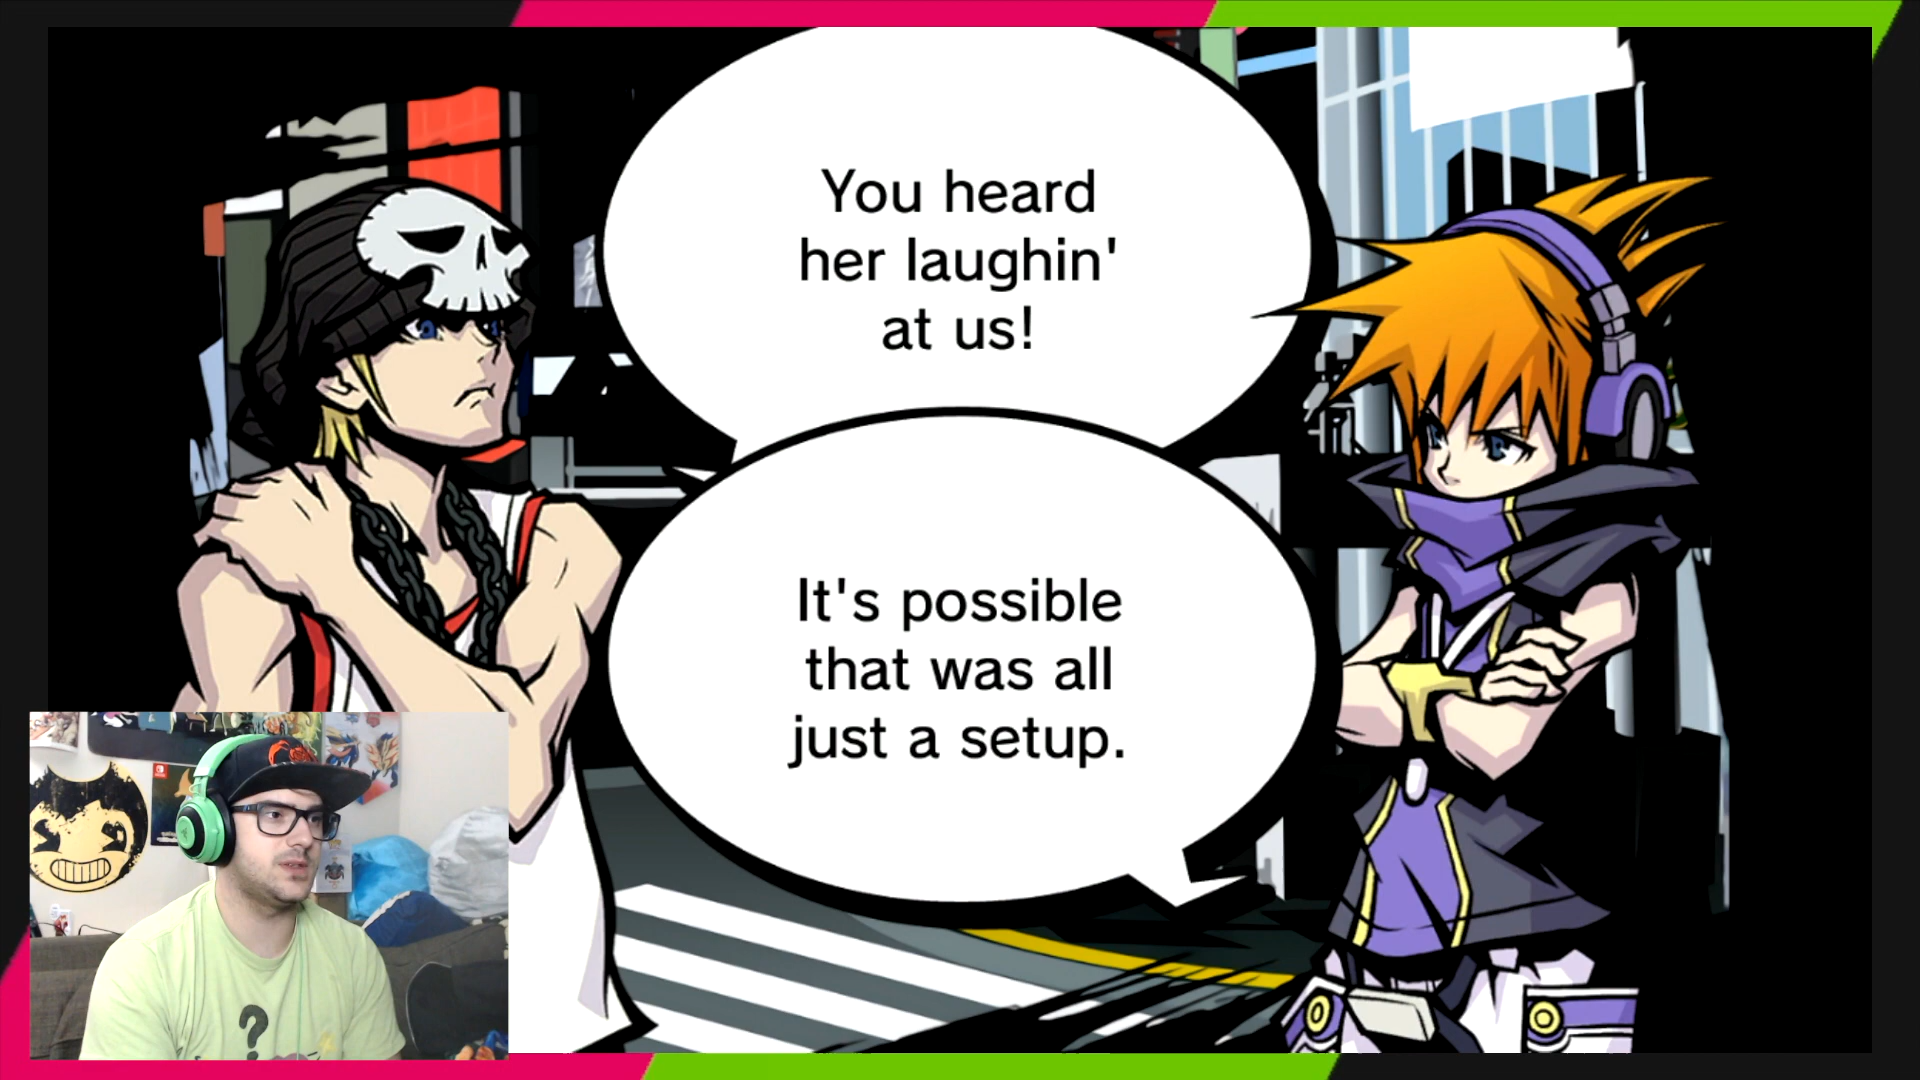 You heard
her laughin'
at us!
It's possible
that was all
just a setup.
?